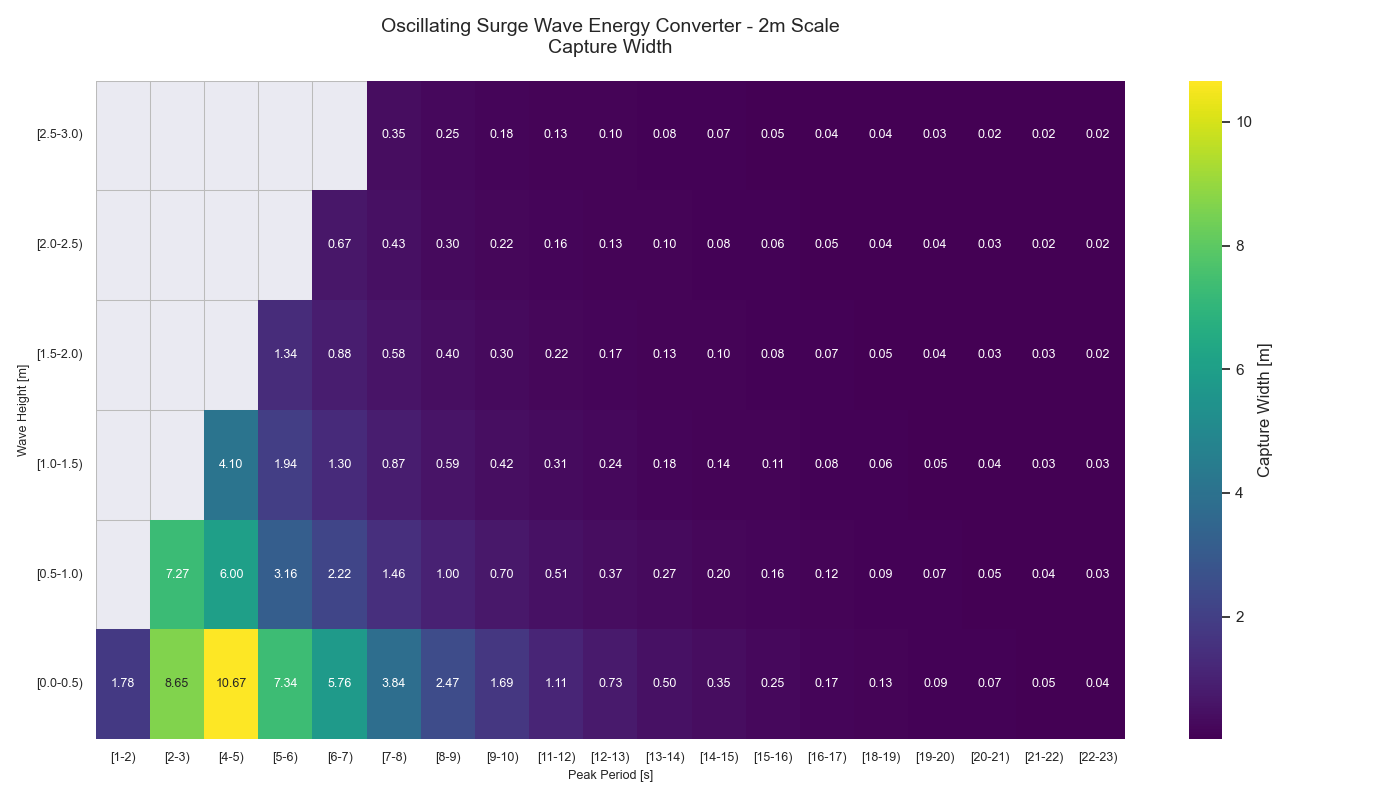 Oscillating Surge Wave Energy Converter - 2m Scale
Capture Width
[2.5-3.0) 0.35 0.25 0.18 0.13 0.10 0.08 0.07 0.05 0.04 0.04 0.03 0.02 0.02 0.02
[2.0-2.5) 0.67 0.43 0.30 0.22 0.16 0.13 0.10 0.08 0.06 0.05 0.04 0.04 0.03 0.02 0.02
[1.5-2.0) 1.34 0.88 0.58 0.40 0.30 0.22 0.17 0.13 0.10 0.08 0.07 0.05 0.04 0.03 0.03 0.02
[1.0-1.5) 4.10 1.94 1.30 0.87 0.59 0.42 0.31 0.24 0.18 0.14 0.11 0.08 0.06 0.05 0.04 0.03 0.03
[0.5-1.0) 7.27 6.00 3.16 2.22 1.46 1.00 0.70 0.51 0.37 0.27 0.20 0.16 0.12 0.09 0.07 0.05 0.04 0.03
[0.0-0.5) 1.78 8.65 10.67 7.34 5.76 3.84 2.47 1.69 1.11 0.73 0.50 0.35 0.25 0.17 0.13 0.09 0.07 0.05 0.04
[1-2) [2-3) [4-5) [5-6) [6-7) [7-8) [8-9) [9-10) [11-12) [12-13) [13-14) [14-15) [15-16) [16-17) [18-19) [19-20) [20-21) [21-22) [22-23)
Peak Period [s]
Wave Height [m]
10
8
6
4
2
Capture Width [m]